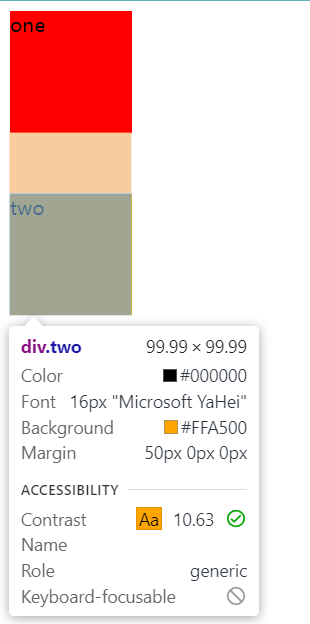 one
two
div.two 99.99 × 99.99
Color #000000
Font 16px "Microsoft YaHei"
Background #FFA500
Margin 50px 0px 0px
ACCESSIBILITY
Contrast Aa 10.63
Name
Role generic
Keyboard-focusable